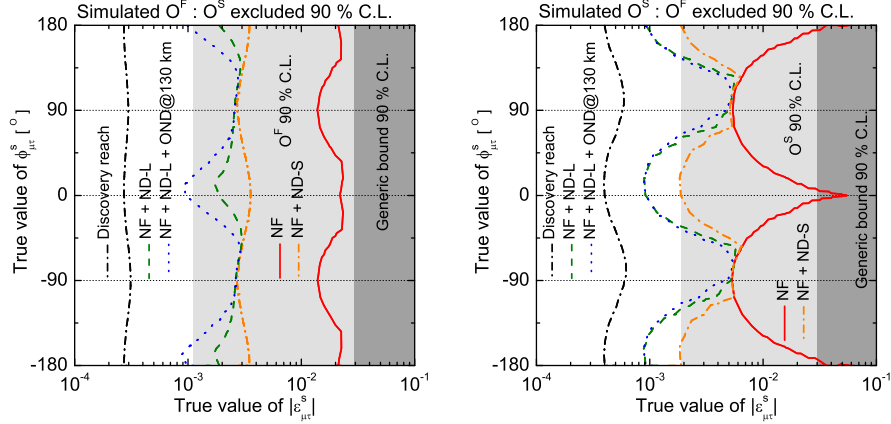 Simulated O^F : O^S excluded 90 % C.L.
True value of ϕ^s_μτ [ ° ]
180
90
0
-90
-180
Discovery reach
NF + ND-L
NF + ND-L + OND@130 km
O^F 90 % C.L.
NF
NF + ND-S
Generic bound 90 % C.L.
10^-4
10^-3
10^-2
10^-1
True value of |ε^s_μτ|
Simulated O^S : O^F excluded 90 % C.L.
True value of ϕ^s_μτ [ ° ]
180
90
0
-90
-180
Discovery reach
NF + ND-L
NF + ND-L + OND@130 km
O^S 90 % C.L.
NF
NF + ND-S
Generic bound 90 % C.L.
10^-4
10^-3
10^-2
10^-1
True value of |ε^s_μτ|